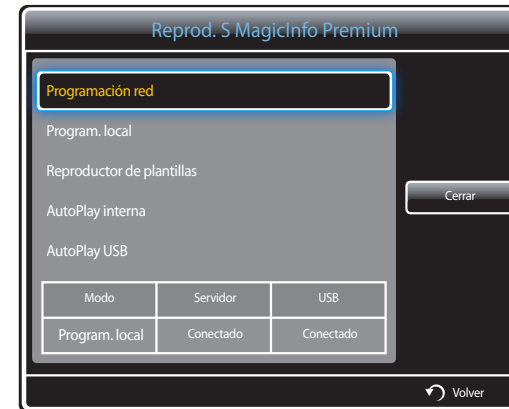 Reprod. S MagicInfo Premium
Programación red
Program. local
Reproductor de plantillas
AutoPlay interna
AutoPlay USB
Cerrar
Modo Servidor USB
Program. local Conectado Conectado
Volver